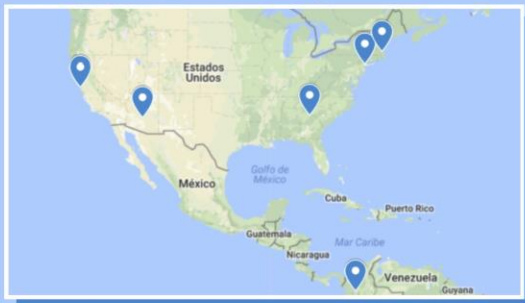 Estados
Unidos
Golfo de
México
México
Cuba
Puerto Rico
Guatemala
Mar Caribe
Nicaragua
Venezuela
Guyana